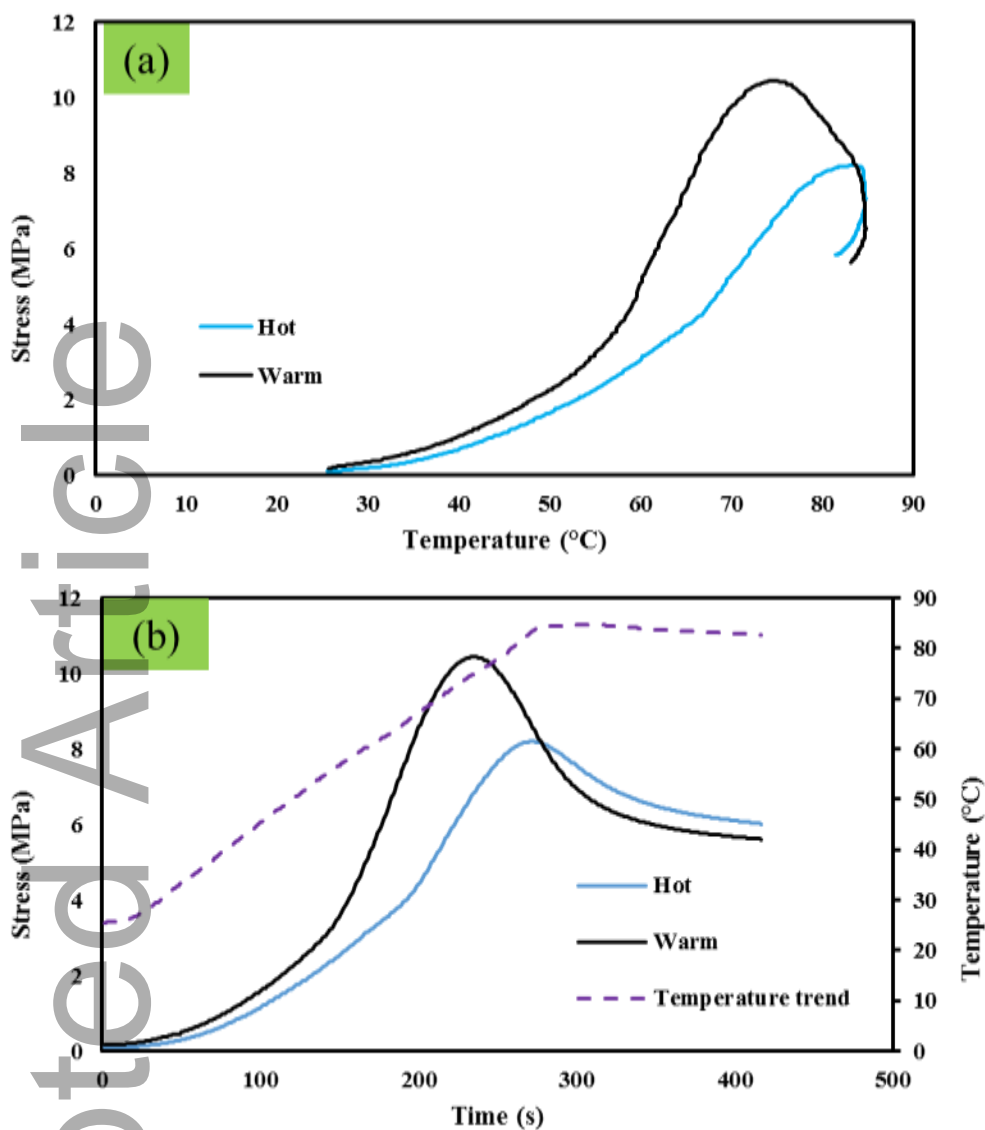 (a)
12
10
8
6
4
2
0
Stress (MPa)
Hot
Warm
0 10 20 30 40 50 60 70 80 90
Temperature (°C)
(b)
12
10
8
6
4
2
0
Stress (MPa)
90
80
70
60
50
40
30
20
10
0
Temperature (°C)
Hot
Warm
Temperature trend
0 100 200 300 400 500
Time (s)
oted Article